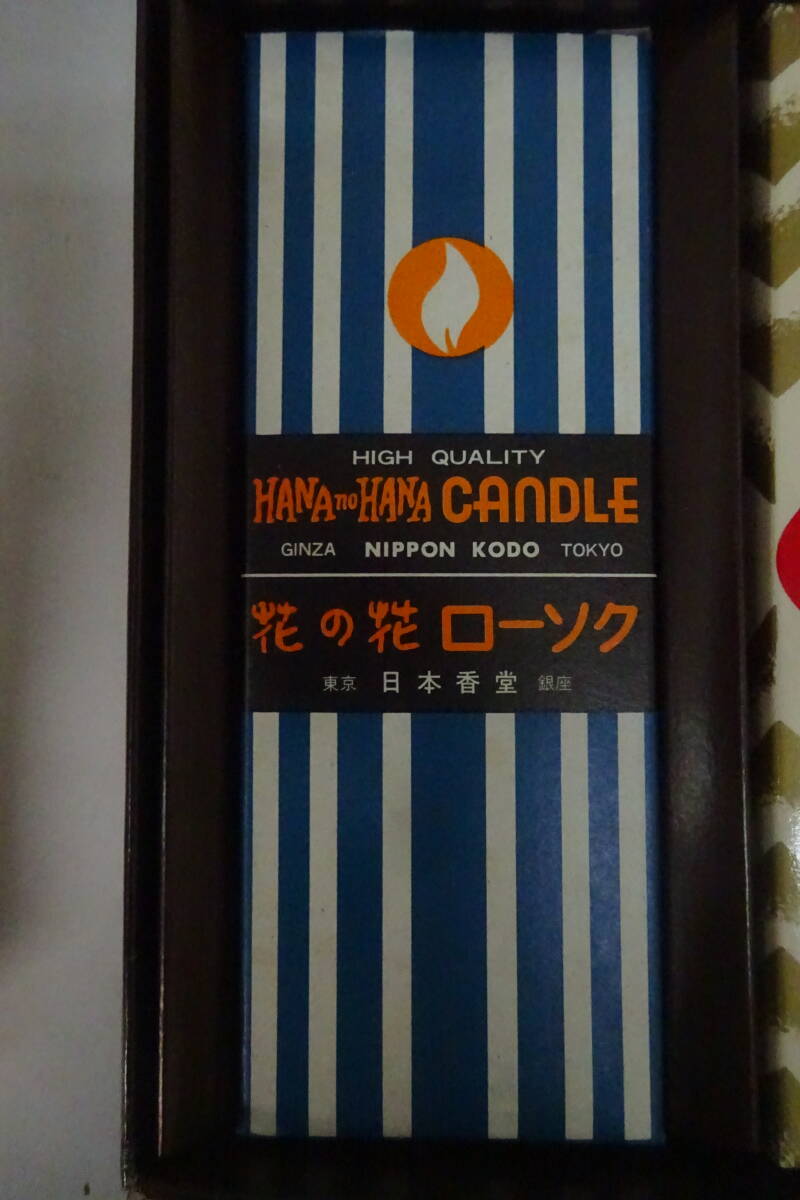 HIGH QUALITY
HANA no HANA CANDLE
GINZA NIPPON KODO TOKYO
花の花 ローソク
東京 日本香堂 銀座